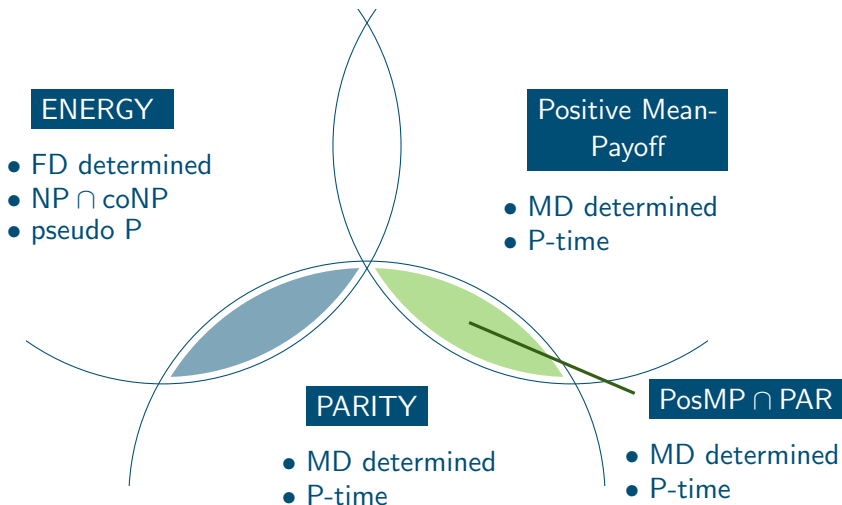 ENERGY
• FD determined
• NP ∩ coNP
• pseudo P
Positive Mean-
Payoff
• MD determined
• P-time
PARITY
• MD determined
• P-time
PosMP ∩ PAR
• MD determined
• P-time